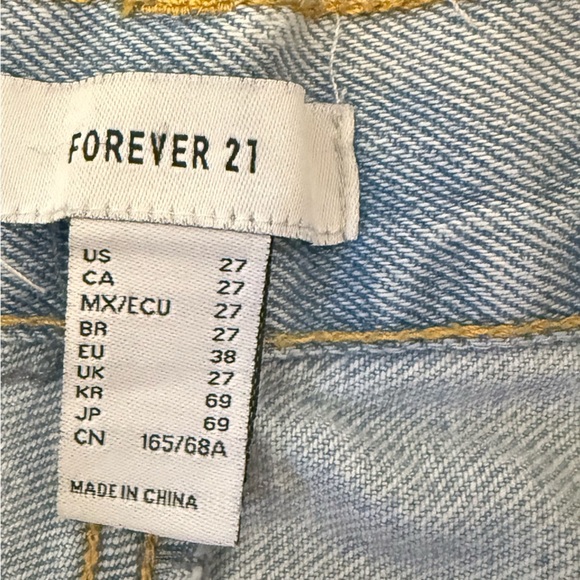 FOREVER 21
US 27
CA 27
MX/ECU 27
BR 27
EU 38
UK 27
KR 69
JP 69
CN 165/68A
MADE IN CHINA